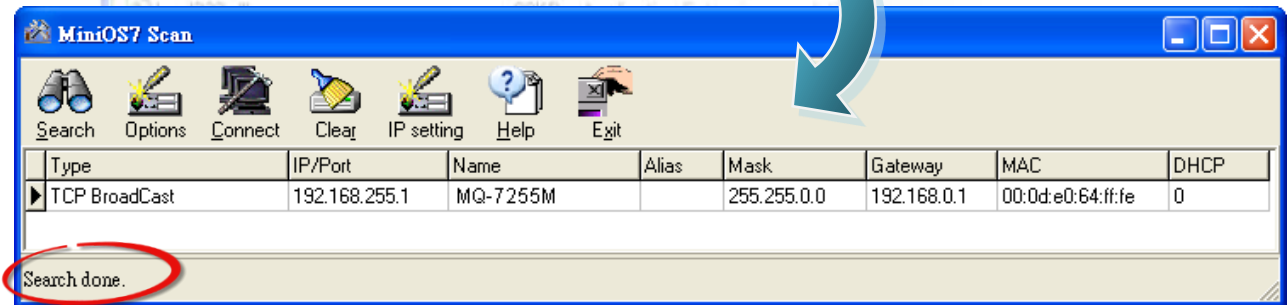 MiniOS7 Scan
Search Options Connect Clear IP setting Help Exit
Type IP/Port Name Alias Mask Gateway MAC DHCP
TCP BroadCast 192.168.255.1 MQ-7255M 255.255.0.0 192.168.0.1 00:0d:e0:64:ff:fe 0
Search done.